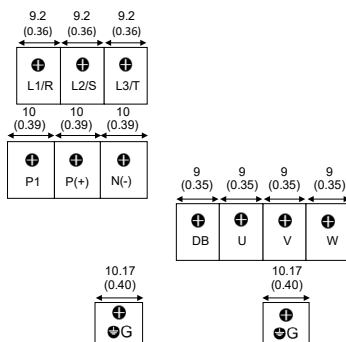 9.2 9.2 9.2
(0.36) (0.36) (0.36)
L1/R L2/S L3/T
10 10 10
(0.39) (0.39) (0.39)
P1 P(+) N(-)
9 9 9 9
(0.35) (0.35) (0.35) (0.35)
DB U V W
10.17 10.17
(0.40) (0.40)
G G